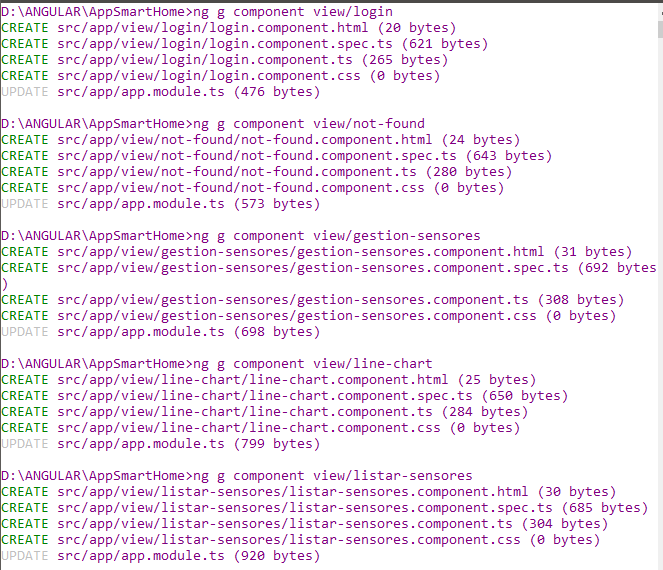 D:\ANGULAR\AppSmartHome>ng g component view/login
CREATE src/app/view/login/login.component.html (20 bytes)
CREATE src/app/view/login/login.component.spec.ts (621 bytes)
CREATE src/app/view/login/login.component.ts (265 bytes)
CREATE src/app/view/login/login.component.css (0 bytes)
UPDATE src/app/app.module.ts (476 bytes)

D:\ANGULAR\AppSmartHome>ng g component view/not-found
CREATE src/app/view/not-found/not-found.component.html (24 bytes)
CREATE src/app/view/not-found/not-found.component.spec.ts (643 bytes)
CREATE src/app/view/not-found/not-found.component.ts (280 bytes)
CREATE src/app/view/not-found/not-found.component.css (0 bytes)
UPDATE src/app/app.module.ts (573 bytes)

D:\ANGULAR\AppSmartHome>ng g component view/gestion-sensores
CREATE src/app/view/gestion-sensores/gestion-sensores.component.html (31 bytes)
CREATE src/app/view/gestion-sensores/gestion-sensores.component.spec.ts (692 bytes
)
CREATE src/app/view/gestion-sensores/gestion-sensores.component.ts (308 bytes)
CREATE src/app/view/gestion-sensores/gestion-sensores.component.css (0 bytes)
UPDATE src/app/app.module.ts (698 bytes)

D:\ANGULAR\AppSmartHome>ng g component view/line-chart
CREATE src/app/view/line-chart/line-chart.component.html (25 bytes)
CREATE src/app/view/line-chart/line-chart.component.spec.ts (650 bytes)
CREATE src/app/view/line-chart/line-chart.component.ts (284 bytes)
CREATE src/app/view/line-chart/line-chart.component.css (0 bytes)
UPDATE src/app/app.module.ts (799 bytes)

D:\ANGULAR\AppSmartHome>ng g component view/listar-sensores
CREATE src/app/view/listar-sensores/listar-sensores.component.html (30 bytes)
CREATE src/app/view/listar-sensores/listar-sensores.component.spec.ts (685 bytes)
CREATE src/app/view/listar-sensores/listar-sensores.component.ts (304 bytes)
CREATE src/app/view/listar-sensores/listar-sensores.component.css (0 bytes)
UPDATE src/app/app.module.ts (920 bytes)